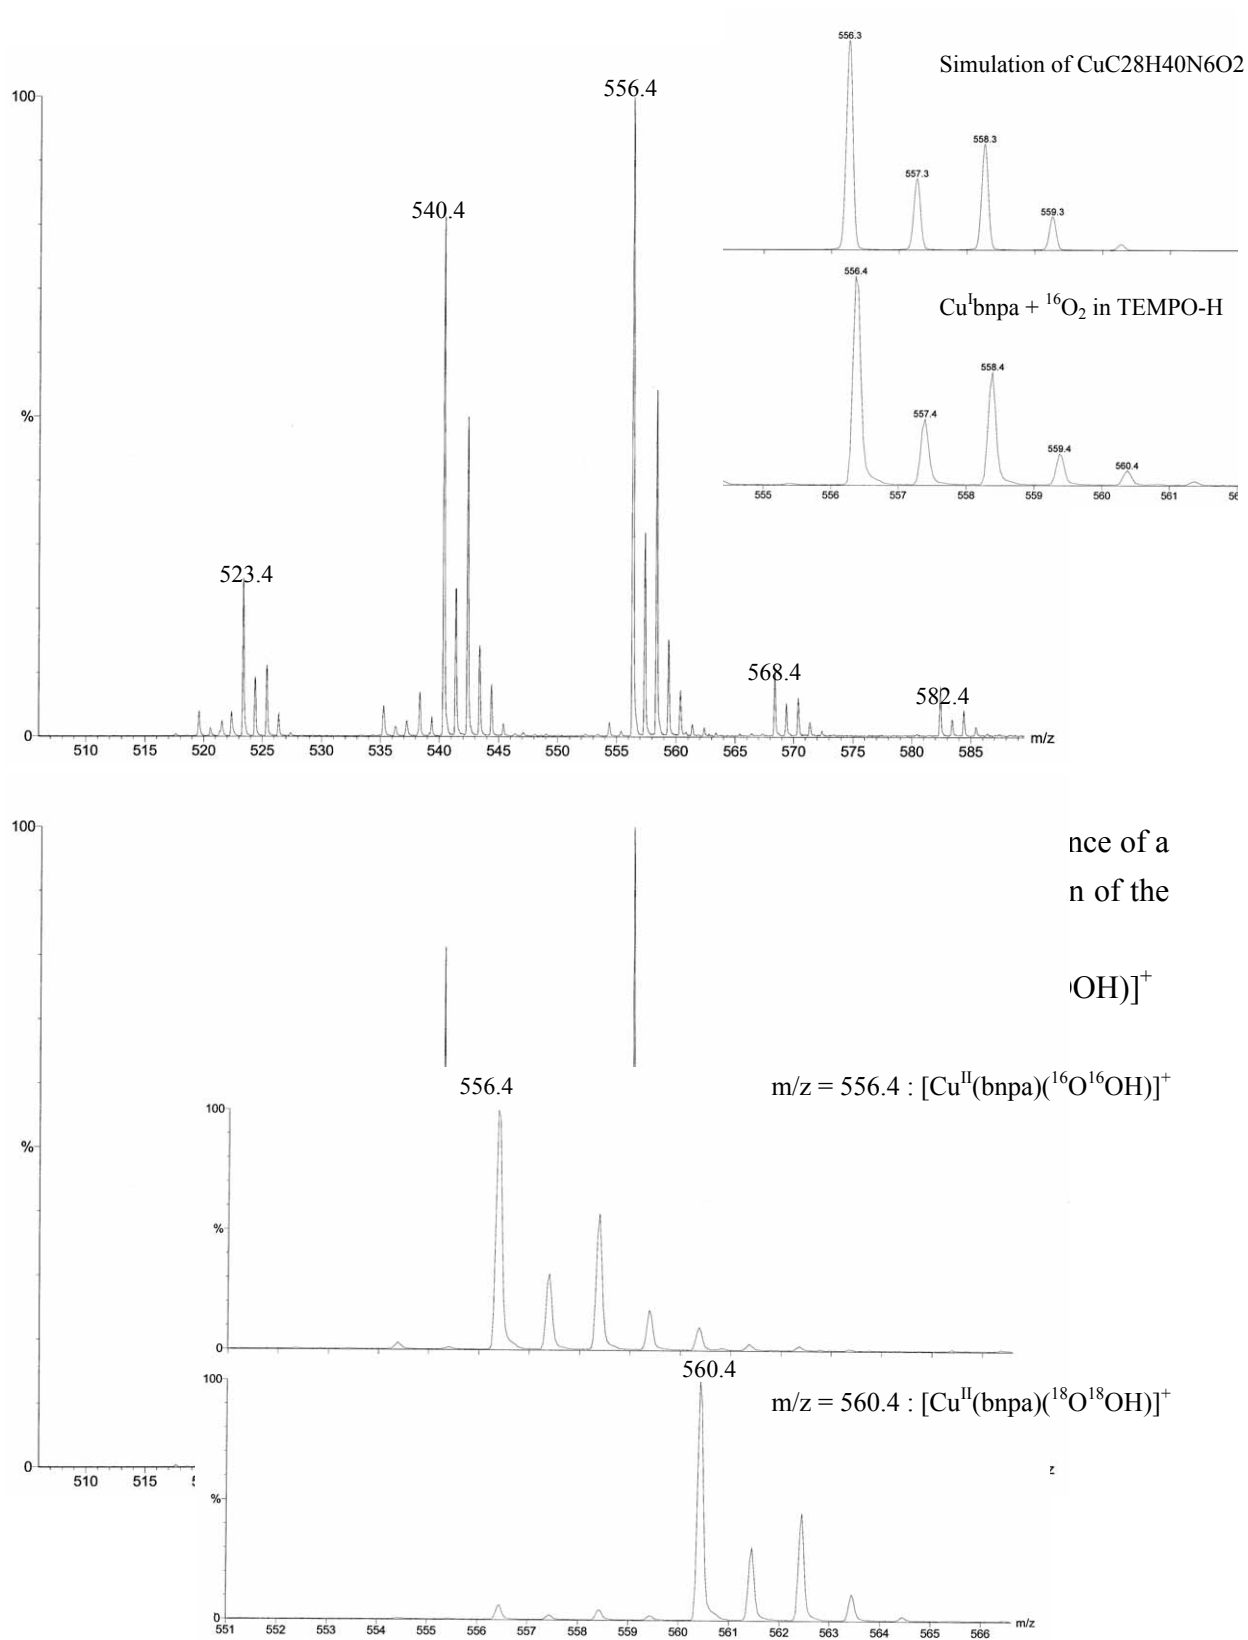 556.3
Simulation of CuC28H40N6O2
558.3
557.3
559.3
100
%
0
556.4
540.4
523.4
568.4
582.4
510 515 520 525 530 535 540 545 550 555 560 565 570 575 580 585 m/z
556.4
Cu^Ibnpa + ^16O_2 in TEMPO-H
558.4
557.4
559.4
560.4
555 556 557 558 559 560 561
100
nce of a
n of the
OH)]^+
%
556.4
m/z = 556.4 : [Cu^II(bnpa)(^16O^16OH)]^+
100
%
0
560.4
m/z = 560.4 : [Cu^II(bnpa)(^18O^18OH)]^+
100
0
510 515
z
%
0
551 552 553 554 555 556 557 558 559 560 561 562 563 564 565 566 m/z